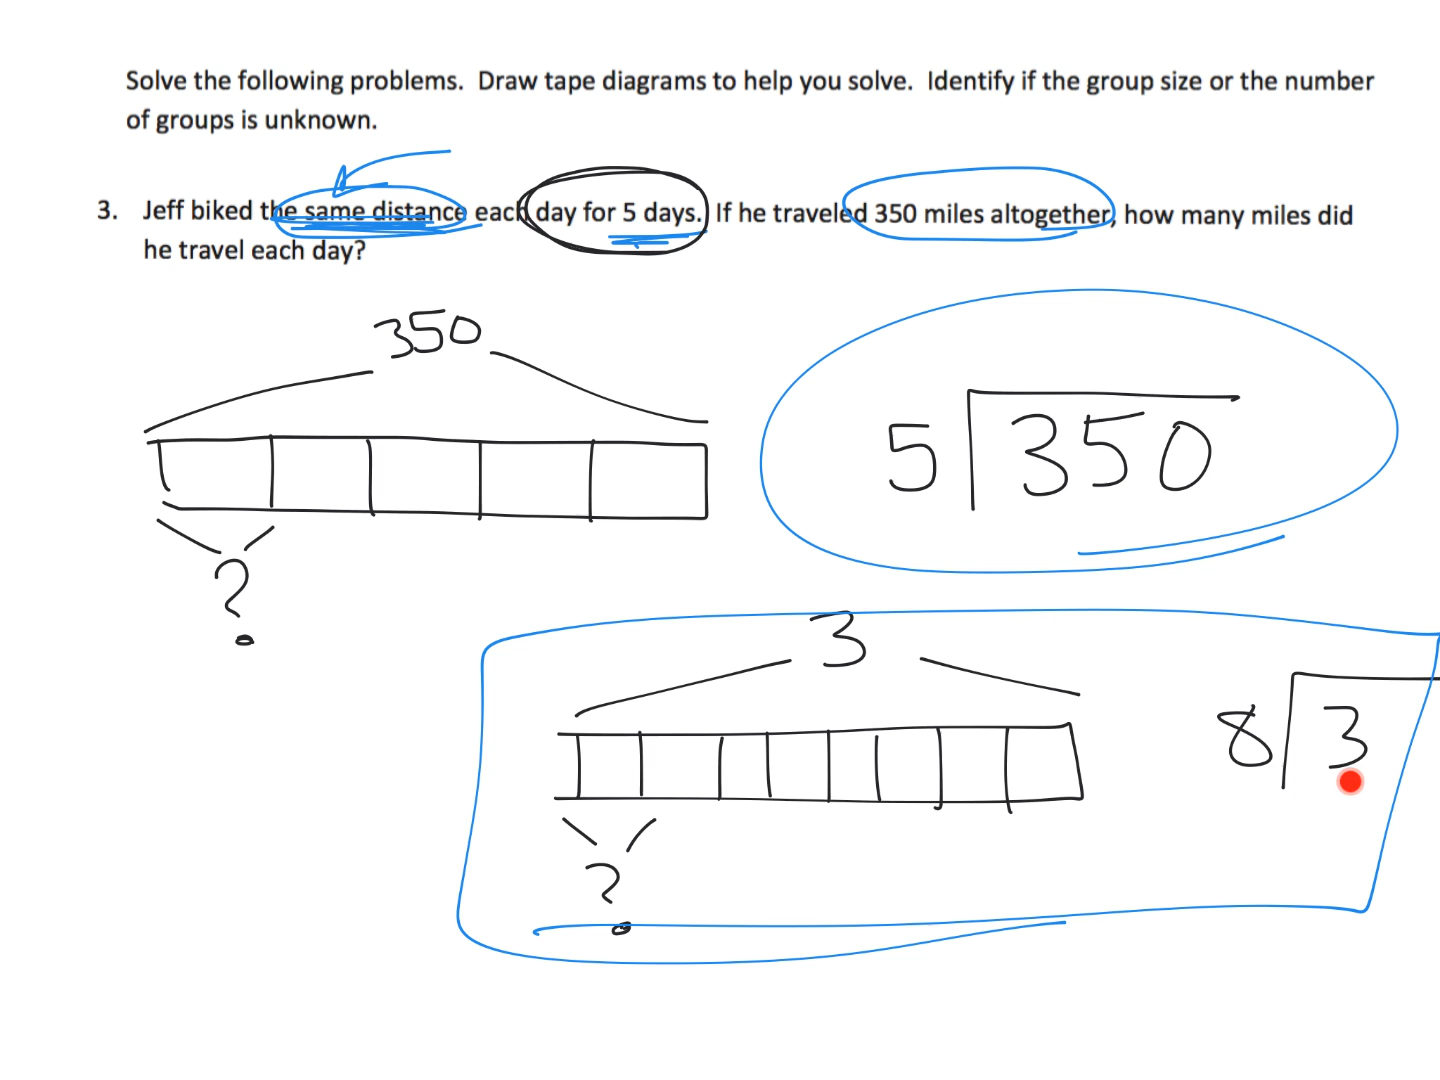 Solve the following problems. Draw tape diagrams to help you solve. Identify if the group size or the number
of groups is unknown.
3. Jeff biked the same distance each day for 5 days. If he traveled 350 miles altogether, how many miles did
he travel each day?
350
5 350
?
3
8 3
?